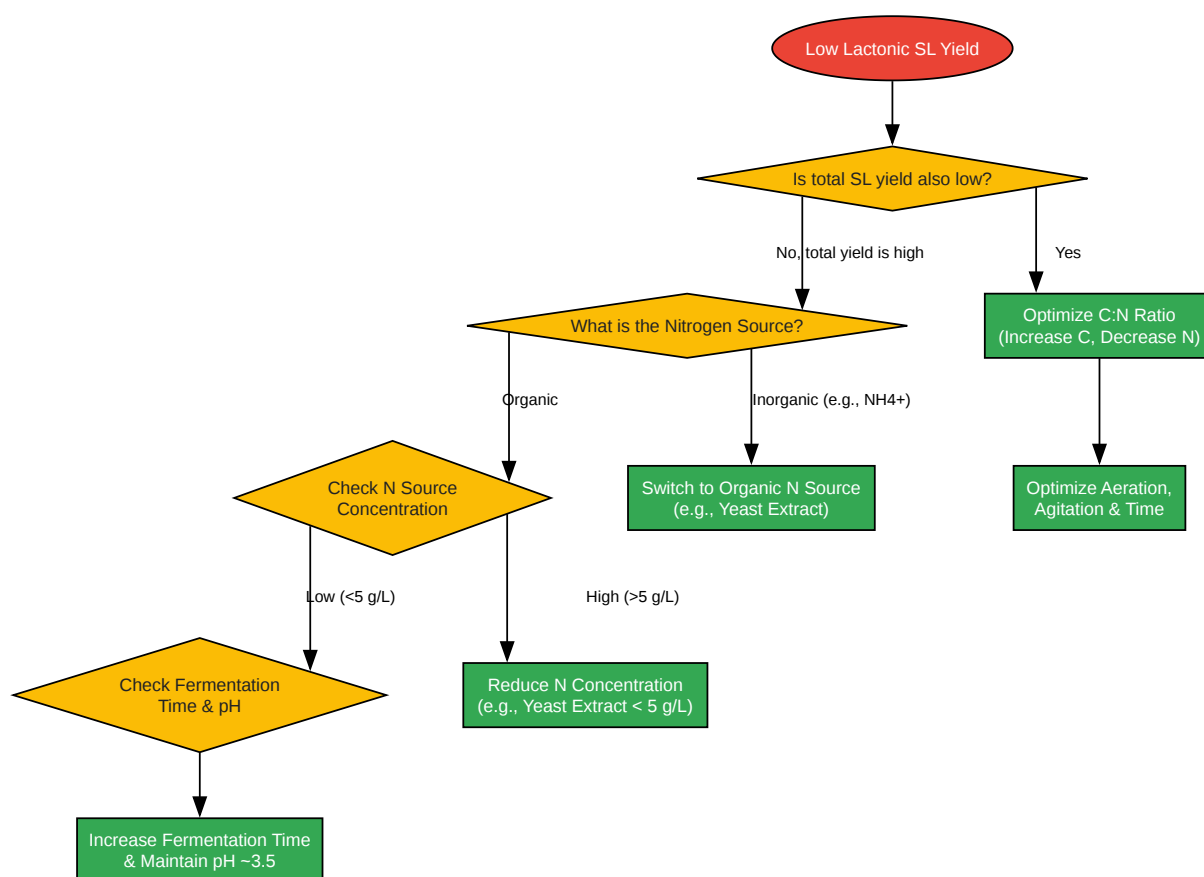 Low Lactonic SL Yield
Is total SL yield also low?
No, total yield is high
Yes
What is the Nitrogen Source?
Optimize C:N Ratio
(Increase C, Decrease N)
Organic
Inorganic (e.g., NH4+)
Check N Source
Concentration
Switch to Organic N Source
(e.g., Yeast Extract)
Optimize Aeration,
Agitation & Time
Low (<5 g/L)
High (>5 g/L)
Check Fermentation
Time & pH
Reduce N Concentration
(e.g., Yeast Extract < 5 g/L)
Increase Fermentation Time
& Maintain pH ~3.5